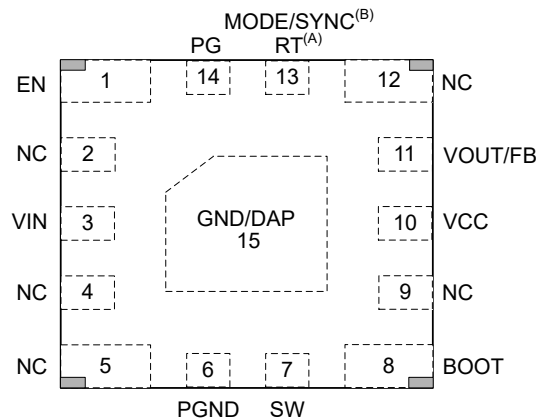 MODE/SYNC(B)
PG RT(A)
EN 1 14 13 12 NC
NC 2 11 VOUT/FB
VIN 3 GND/DAP 10 VCC
15
NC 4 9 NC
NC 5 6 7 8 BOOT
PGND SW